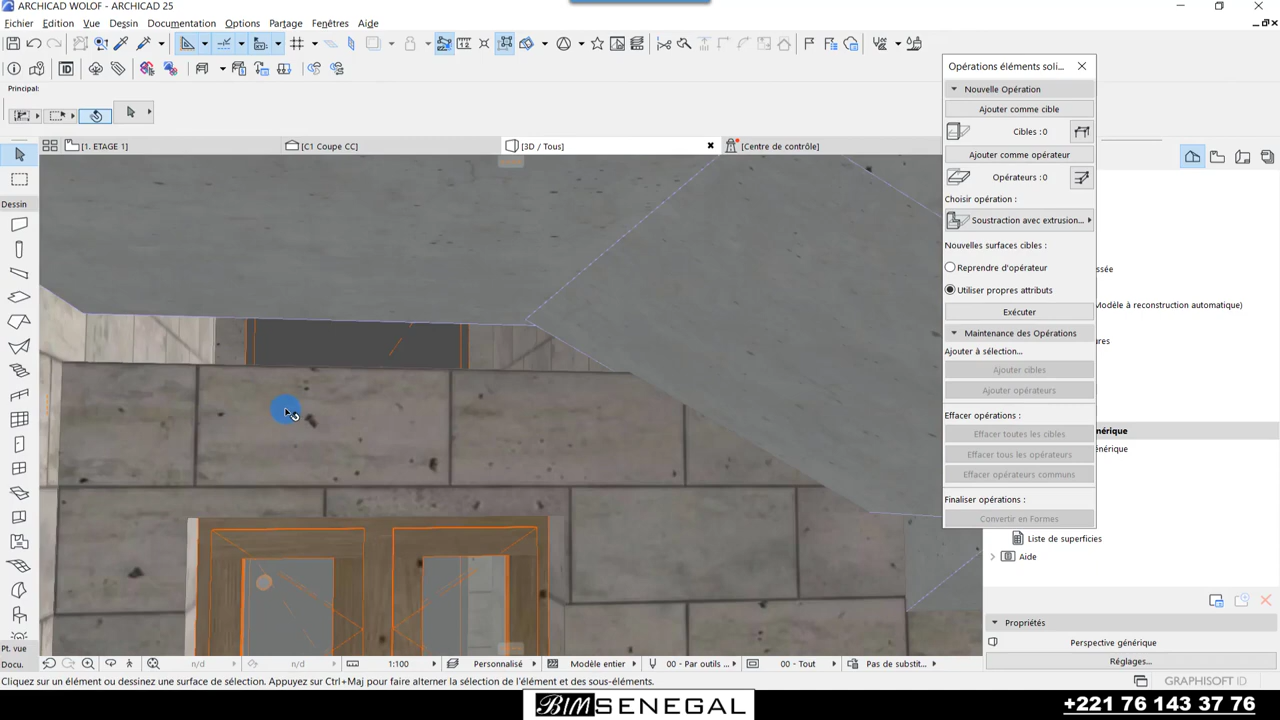 ARCHICAD WOLOF - ARCHICAD 25
Fichier Edition Vue Dessin Options Documentation Partage Fenêtres Aide
Principal:
[1. ETAGE 1]
[C1 Coupe CC]
[3D / Tous]
[Centre de contrôle]
Dessin
Pt. vue
Docu.
Opérations éléments soli...
Nouvelle Opération
Ajouter comme cible
Cibles : 0
Ajouter comme opérateur
Opérateurs : 0
Choisir opération :
Soustraction avec extrusion...
Nouvelles surfaces cibles :
Reprendre d'opérateur
Utiliser propres attributs
Exécuter
Maintenance des Opérations
Ajouter à sélection...
Ajouter cibles
Ajouter opérateurs
Effacer opérations :
Effacer toutes les cibles
Effacer tous les opérateurs
Effacer opérateurs communs
Finaliser opérations :
Convertir en Formes
ssée
Modèle à reconstruction automatique)
ures
nérique
nérique
Liste de superficies
Aide
Propriétés
Perspective générique
Réglages...
n/d
n/d
1:100
Personnalisé
Modèle entier
00 - Par outils ...
00 - Tout
Pas de substit...
Cliquez sur un élément ou dessinez une surface de sélection. Appuyez sur Ctrl+Maj pour faire alterner la sélection de l'élément et des sous-éléments.
GRAPHISOFT ID
BIMSENEGAL
+221 76 143 37 76